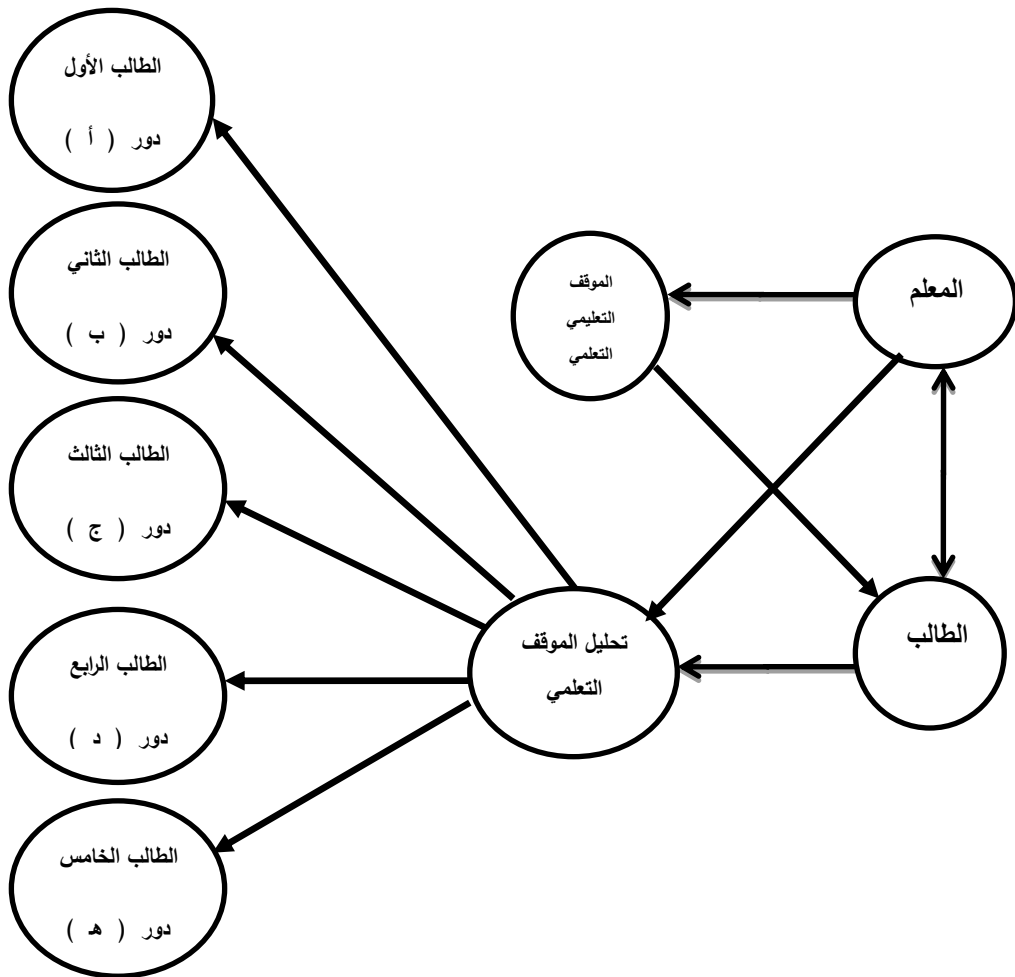 الطالب الأول
دور ( أ )
الطالب الثاني
دور ( ب )
الطالب الثالث
دور ( ج )
الطالب الرابع
دور ( د )
الطالب الخامس
دور ( هـ )
الموقف
التعليمي
التعلمي
المعلم
تحليل الموقف
التعلمي
الطالب